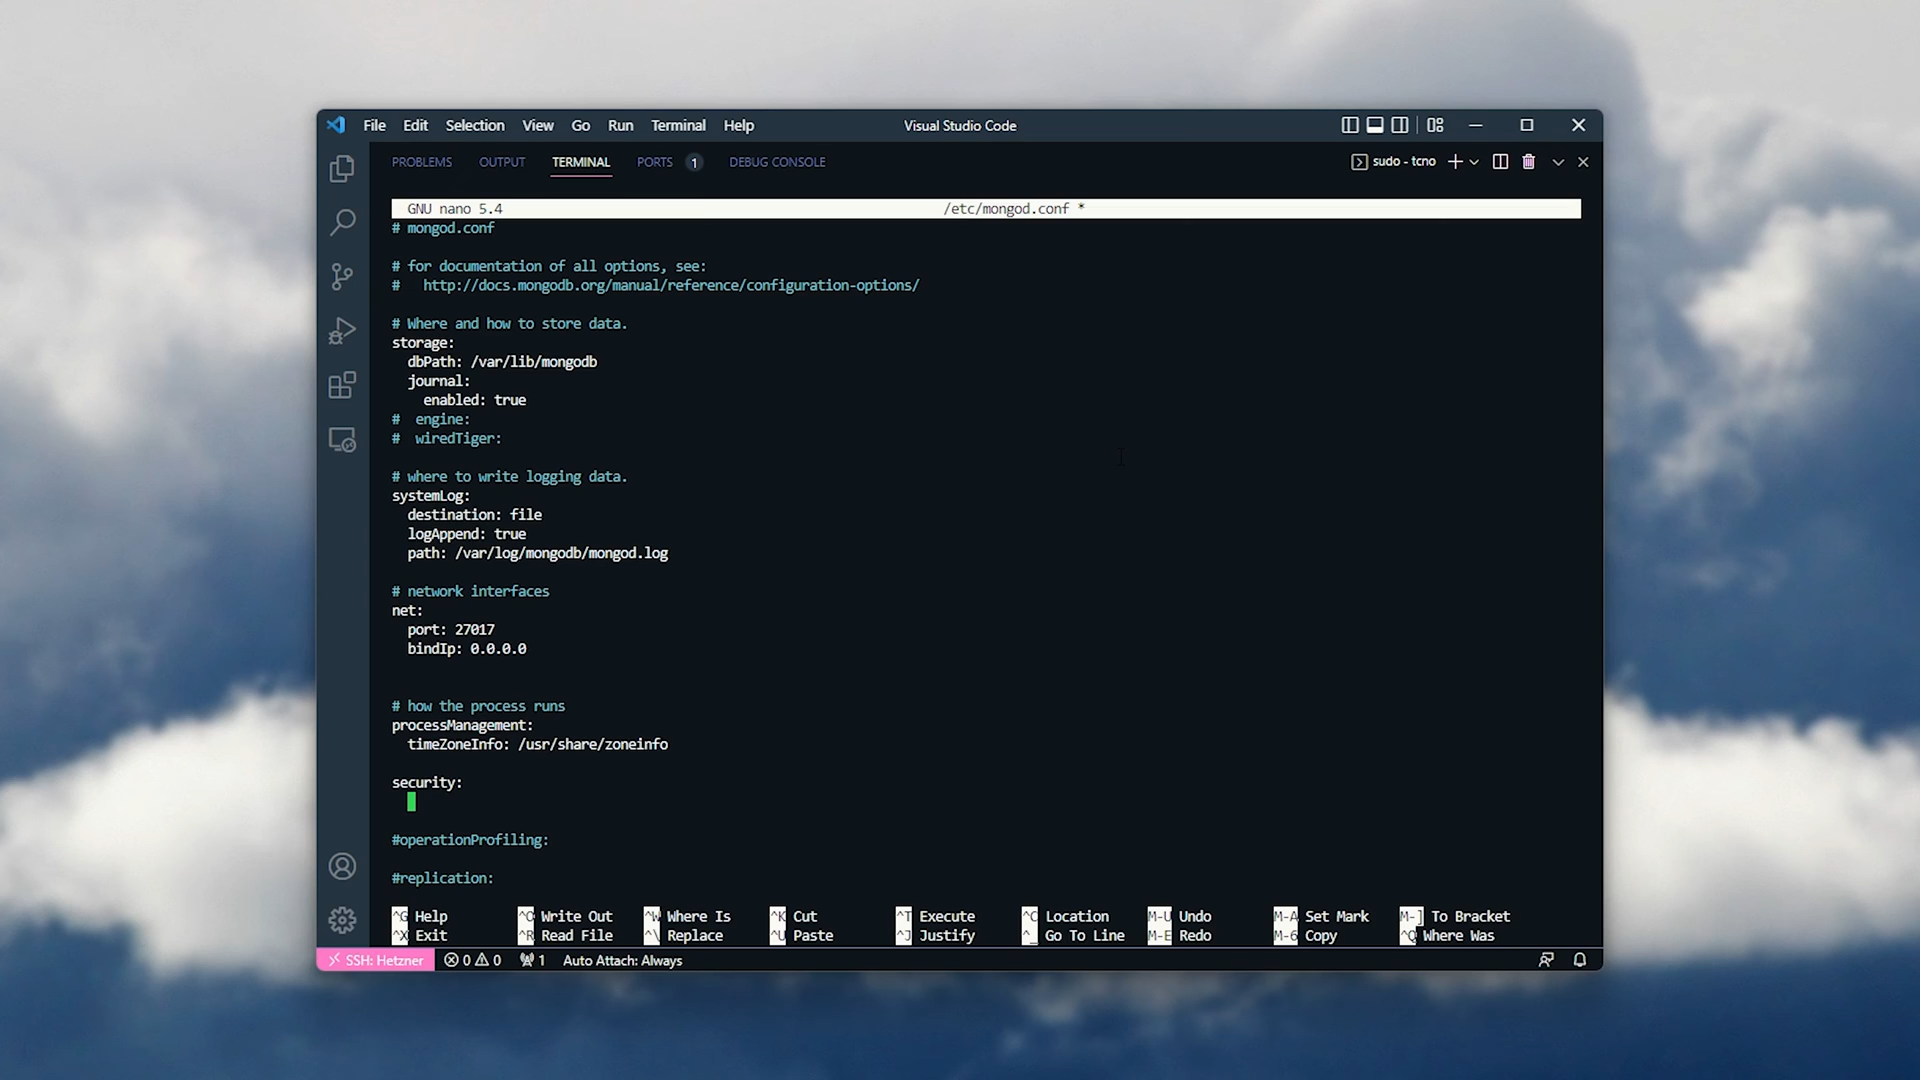 File Edit Selection View Go Run Terminal Help Visual Studio Code
PROBLEMS OUTPUT TERMINAL PORTS 1 DEBUG CONSOLE sudo - tcno
GNU nano 5.4 /etc/mongod.conf *
# mongod.conf
# for documentation of all options, see:
#   http://docs.mongodb.org/manual/reference/configuration-options/
# Where and how to store data.
storage:
  dbPath: /var/lib/mongodb
  journal:
    enabled: true
#  engine:
#  wiredTiger:
# where to write logging data.
systemLog:
  destination: file
  logAppend: true
  path: /var/log/mongodb/mongod.log
# network interfaces
net:
  port: 27017
  bindIp: 0.0.0.0
# how the process runs
processManagement:
  timeZoneInfo: /usr/share/zoneinfo
security:
#operationProfiling:
#replication:
^G Help ^O Write Out ^W Where Is ^K Cut ^T Execute ^C Location M-U Undo M-A Set Mark M-] To Bracket
^X Exit ^R Read File ^\ Replace ^U Paste ^J Justify ^_ Go To Line M-E Redo M-6 Copy ^Q Where Was
SSH: Hetzner 0 0 1 Auto Attach: Always